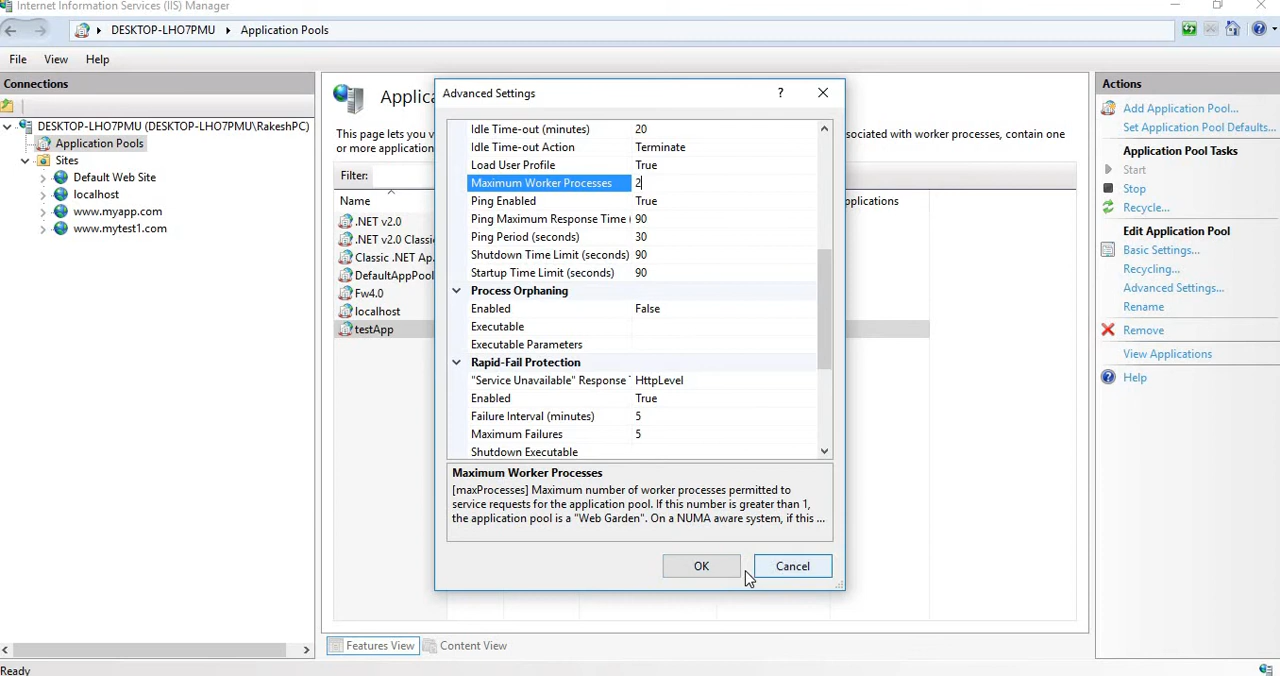 Internet Information Services (IIS) Manager
DESKTOP-LHO7PMU
Application Pools
File
View
Help
Connections
DESKTOP-LHO7PMU (DESKTOP-LHO7PMU\RakeshPC)
Application Pools
Sites
Default Web Site
localhost
www.myapp.com
www.mytest1.com
Applic
This page lets you v
ssociated with worker processes, contain one
or more application
Filter:
Name
pplications
.NET v2.0
.NET v2.0 Classi
Classic .NET Ap
DefaultAppPool
Fw4.0
localhost
testApp
Features View
Content View
Ready
Advanced Settings
?
Idle Time-out (minutes) 20
Idle Time-out Action Terminate
Load User Profile True
Maximum Worker Processes 2
Ping Enabled True
Ping Maximum Response Time ( 90
Ping Period (seconds) 30
Shutdown Time Limit (seconds) 90
Startup Time Limit (seconds) 90
Process Orphaning
Enabled False
Executable
Executable Parameters
Rapid-Fail Protection
"Service Unavailable" Response HttpLevel
Enabled True
Failure Interval (minutes) 5
Maximum Failures 5
Shutdown Executable
Maximum Worker Processes
[maxProcesses] Maximum number of worker processes permitted to
service requests for the application pool. If this number is greater than 1,
the application pool is a "Web Garden". On a NUMA aware system, if this ...
OK
Cancel
Actions
Add Application Pool...
Set Application Pool Defaults...
Application Pool Tasks
Start
Stop
Recycle...
Edit Application Pool
Basic Settings...
Recycling...
Advanced Settings...
Rename
Remove
View Applications
Help